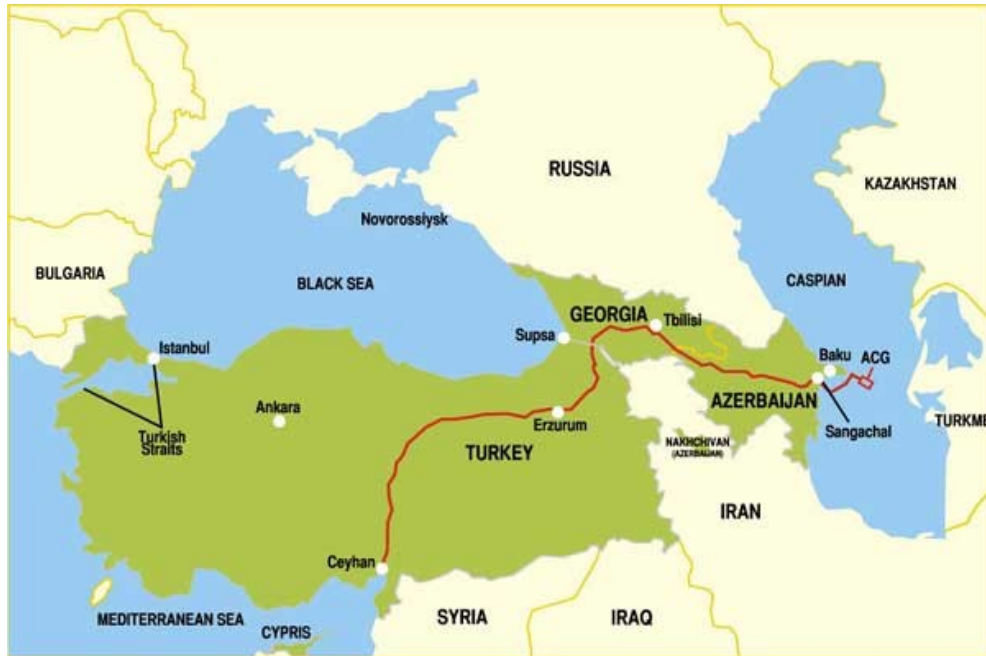 RUSSIA
KAZAKHSTAN
Novorossiysk
BULGARIA
BLACK SEA
CASPIAN
GEORGIA
Tbilisi
Supsa
Istanbul
Baku
ACG
Ankara
AZERBAIJAN
Erzurum
TURKME
Turkish
Straits
Sangachal
TURKEY
NAKHCHIVAN
(AZERBAIJAN)
IRAN
Ceyhan
MEDITERRANEAN SEA
SYRIA
IRAQ
CYPRIS